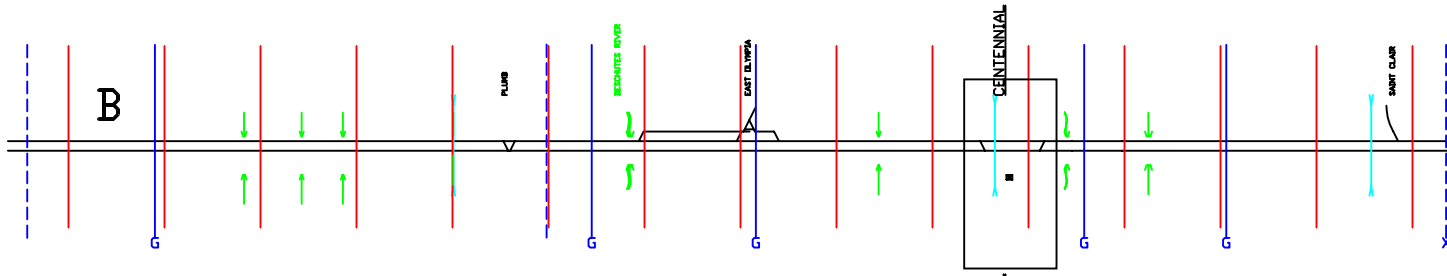 B
PLUMB
DESCHUTES RIVER
EAST OLYMPIA
CENTENNIAL
SAINT CLAIR
G
G
G
G
G
X